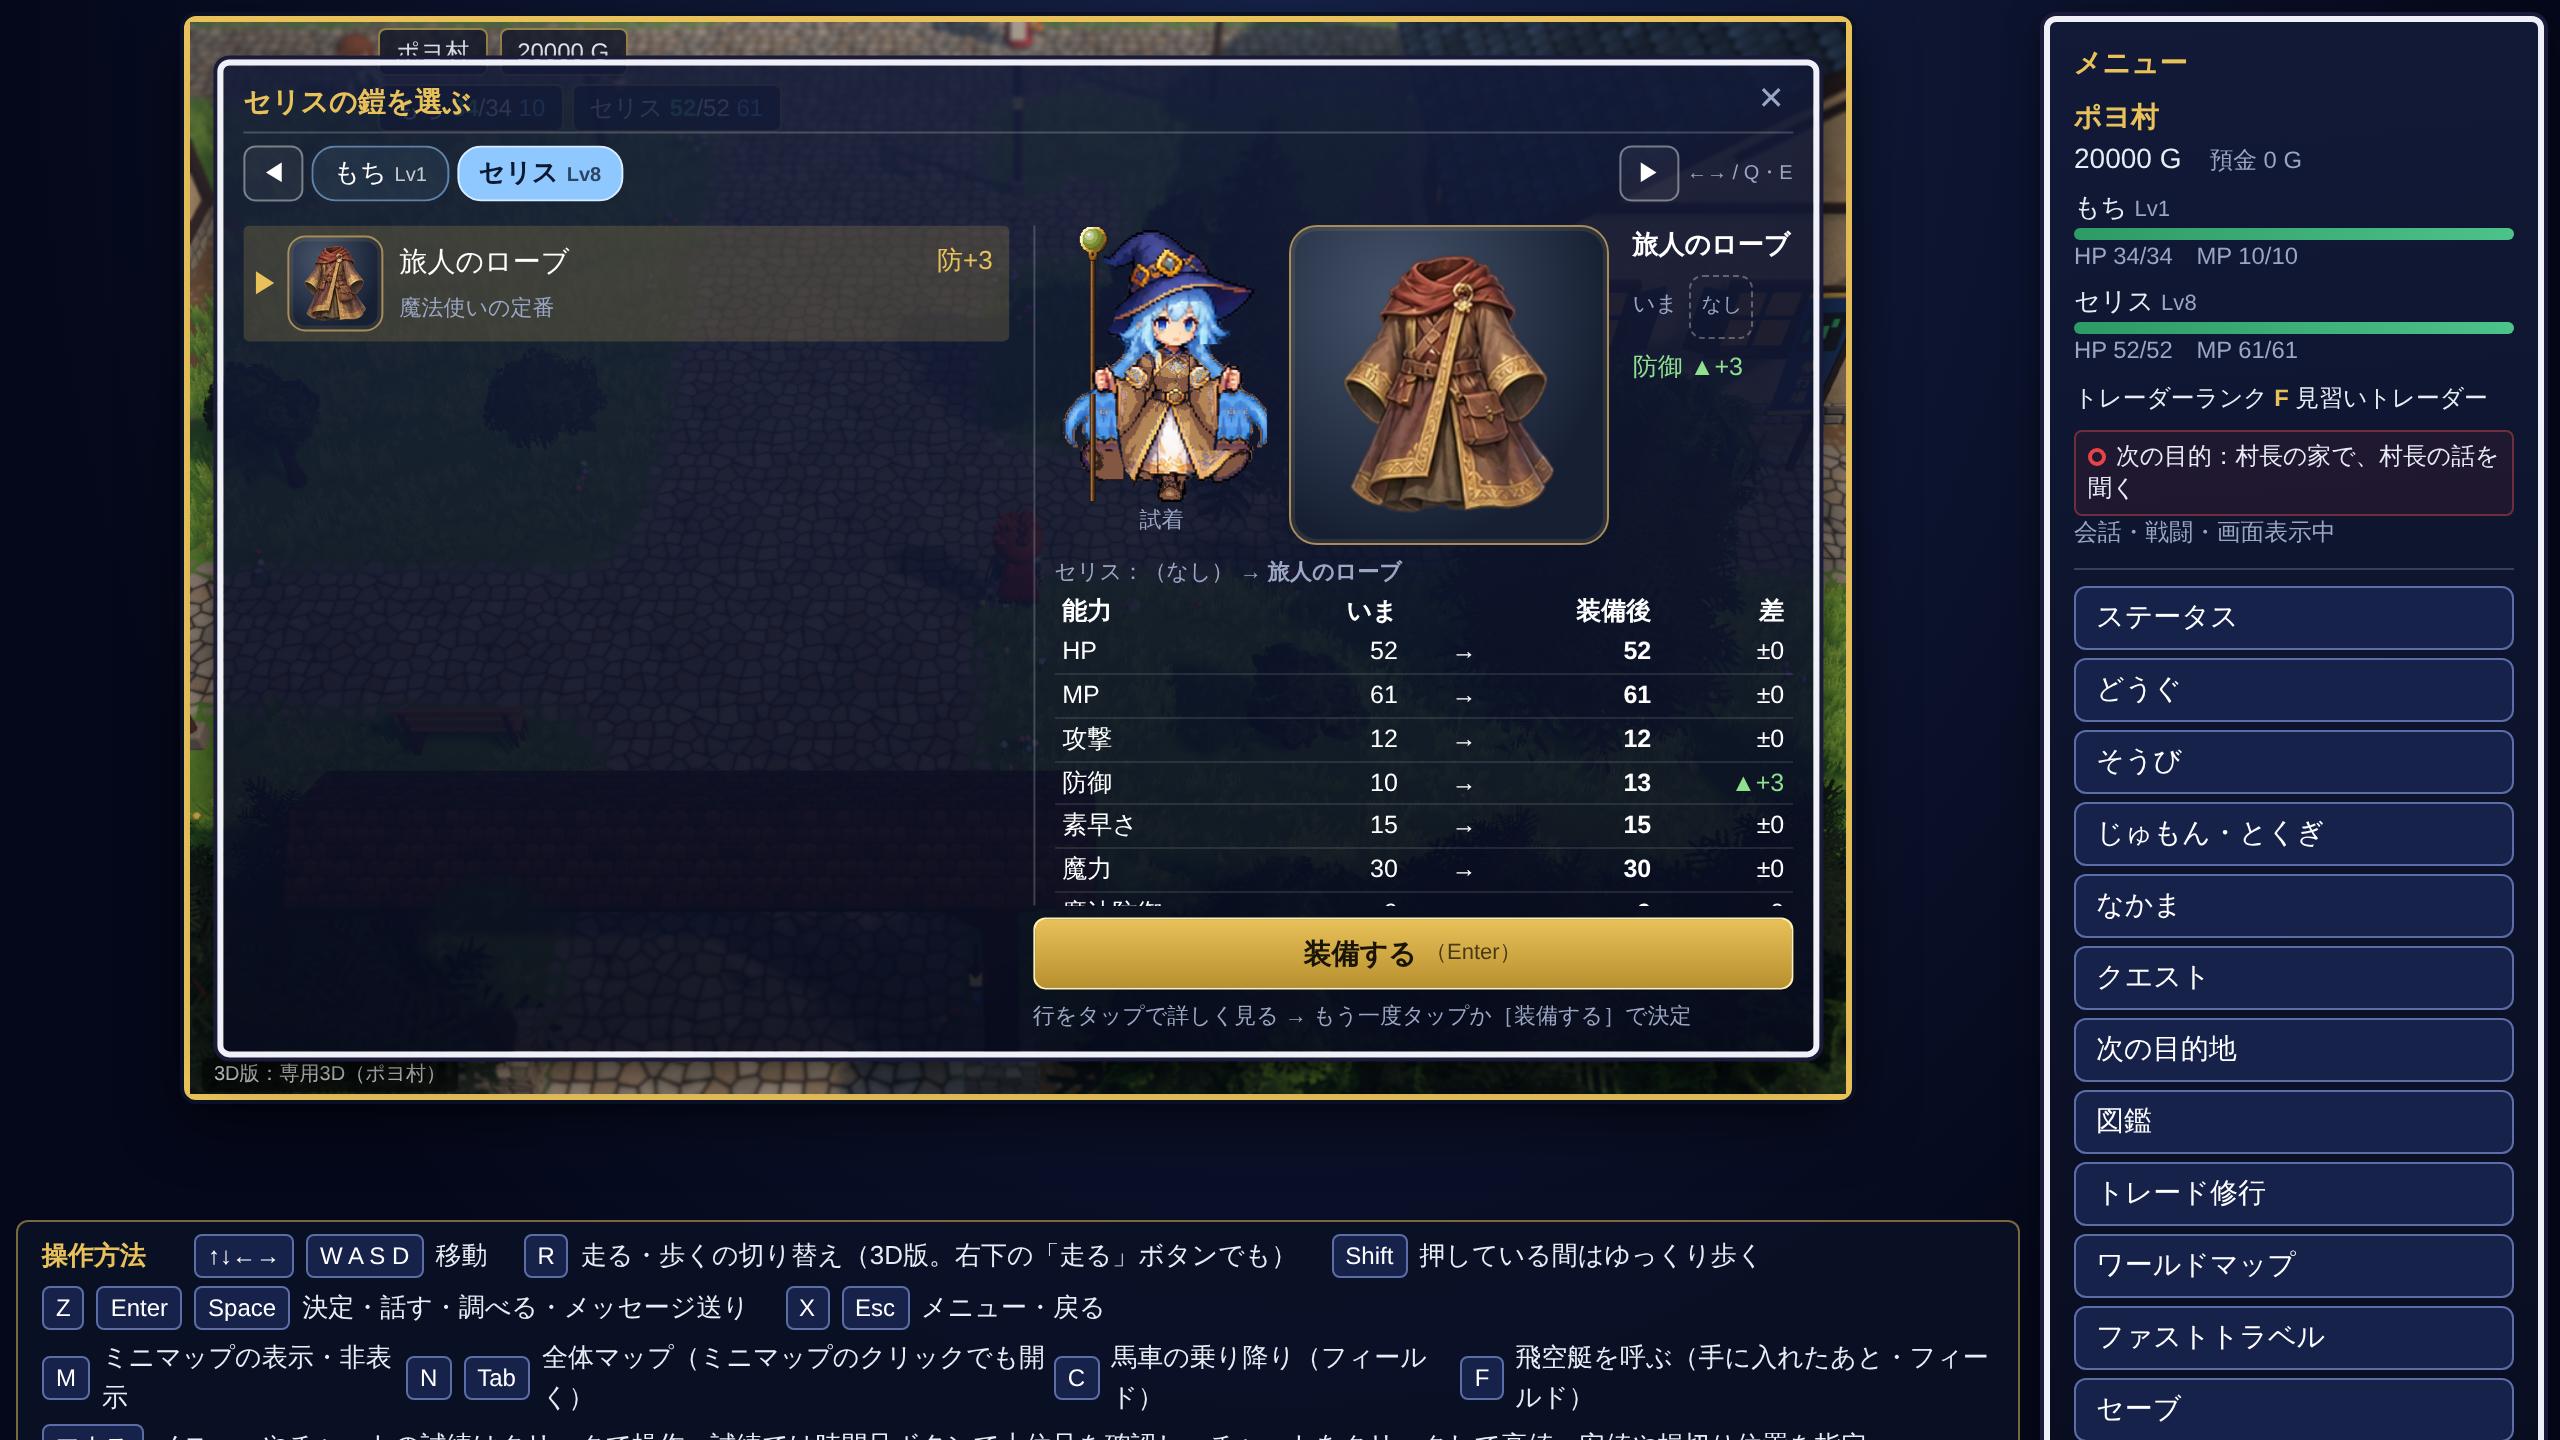 ポヨ村 20000 G
セリスの鎧を選ぶ /34 10 セリス 52/52 61 ✕
◀ もち Lv1 セリス Lv8 ▶ ←→ / Q・E
▶ 旅人のローブ 防+3
魔法使いの定番
旅人のローブ
いま なし
防御 ▲+3
試着
セリス：（なし） → 旅人のローブ
能力 いま 装備後 差
HP 52 → 52 ±0
MP 61 → 61 ±0
攻撃 12 → 12 ±0
防御 10 → 13 ▲+3
素早さ 15 → 15 ±0
魔力 30 → 30 ±0
装備する （Enter）
行をタップで詳しく見る → もう一度タップか［装備する］で決定
3D版：専用3D（ポヨ村）
メニュー
ポヨ村
20000 G 預金 0 G
もち Lv1
HP 34/34 MP 10/10
セリス Lv8
HP 52/52 MP 61/61
トレーダーランク F 見習いトレーダー
次の目的：村長の家で、村長の話を
聞く
会話・戦闘・画面表示中
ステータス
どうぐ
そうび
じゅもん・とくぎ
なかま
クエスト
次の目的地
図鑑
トレード修行
ワールドマップ
ファストトラベル
セーブ
操作方法 ↑↓←→ W A S D 移動 R 走る・歩くの切り替え（3D版。右下の「走る」ボタンでも） Shift 押している間はゆっくり歩く
Z Enter Space 決定・話す・調べる・メッセージ送り X Esc メニュー・戻る
M ミニマップの表示・非表示 N Tab 全体マップ（ミニマップのクリックでも開く） C 馬車の乗り降り（フィールド） F 飛空艇を呼ぶ（手に入れたあと・フィールド）